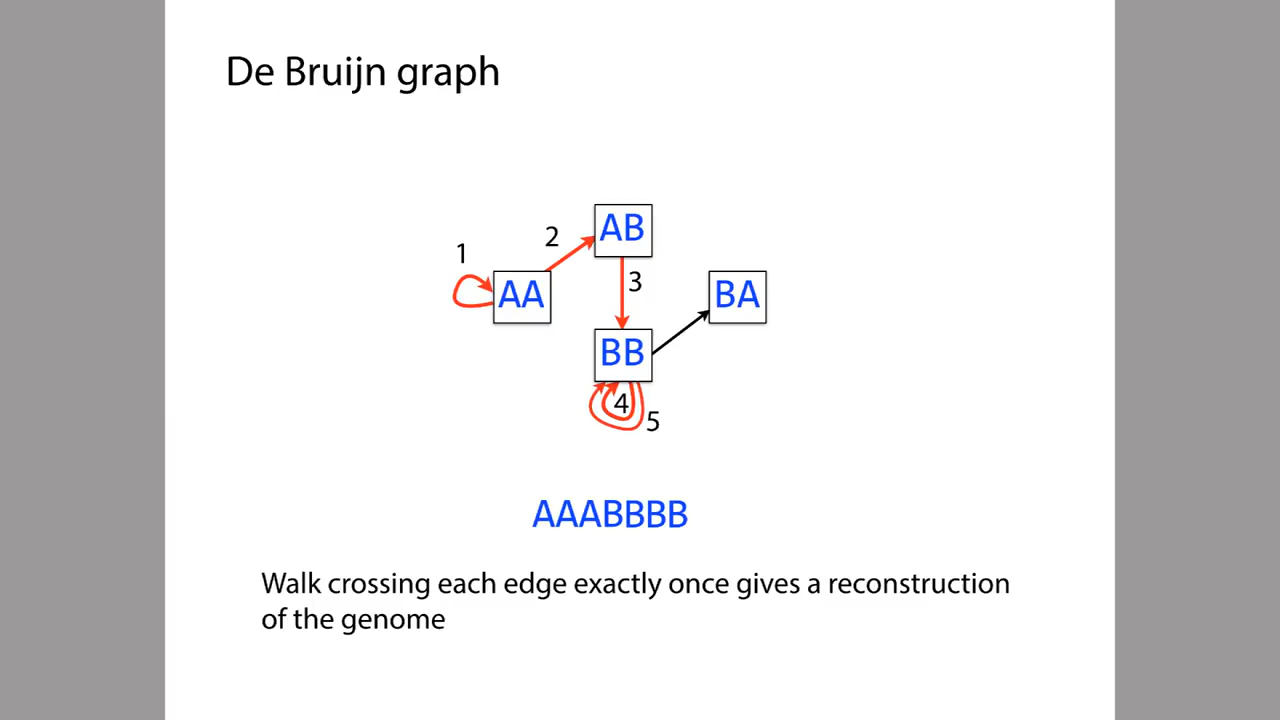 De Bruijn graph
AB
2
1
3
AA
BA
BB
4
5
AAABBBB
Walk crossing each edge exactly once gives a reconstruction
of the genome